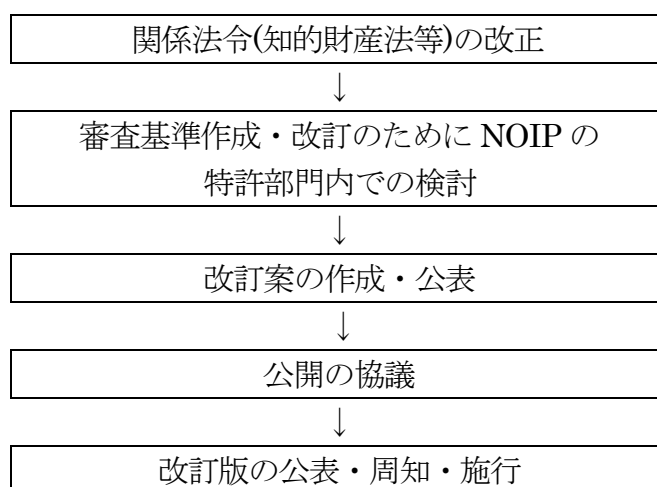 関係法令(知的財産法等)の改正
↓
審査基準作成・改訂のために NOIP の
特許部門内での検討
↓
改訂案の作成・公表
↓
公開の協議
↓
改訂版の公表・周知・施行